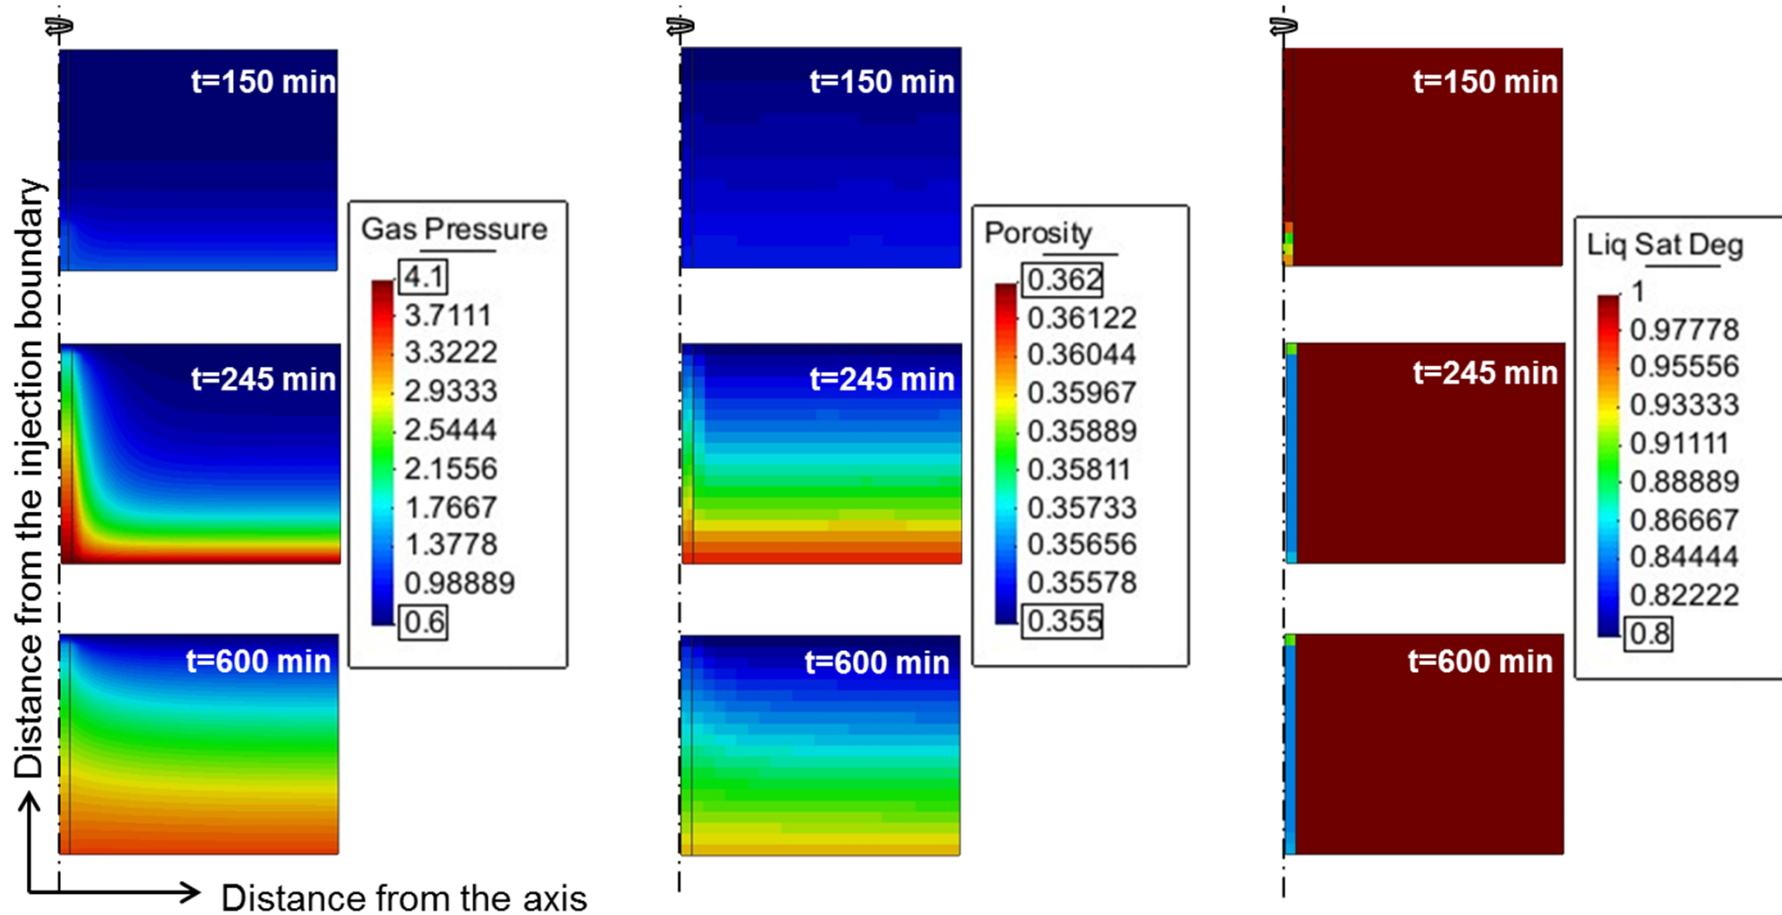 Distance from the injection boundary
Distance from the axis
t=150 min
t=245 min
t=600 min
Gas Pressure
4.1
3.7111
3.3222
2.9333
2.5444
2.1556
1.7667
1.3778
0.98889
0.6
t=150 min
t=245 min
t=600 min
Porosity
0.362
0.36122
0.36044
0.35967
0.35889
0.35811
0.35733
0.35656
0.35578
0.355
t=150 min
t=245 min
t=600 min
Liq Sat Deg
1
0.97778
0.95556
0.93333
0.91111
0.88889
0.86667
0.84444
0.82222
0.8